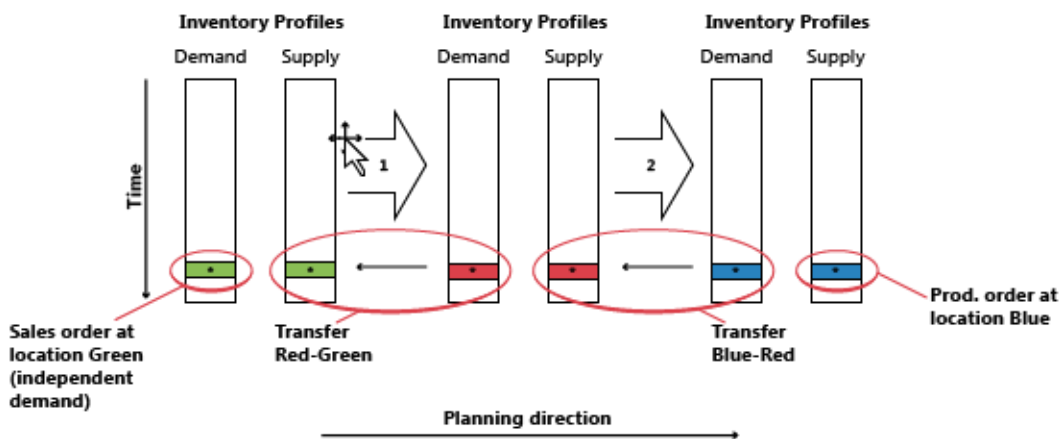 Inventory Profiles
Inventory Profiles
Inventory Profiles
Demand
Supply
Demand
Supply
Demand
Supply
Time
1
2
*
*
*
*
*
*
Sales order at
location Green
(independent
demand)
Transfer
Red-Green
Transfer
Blue-Red
Prod. order at
location Blue
Planning direction